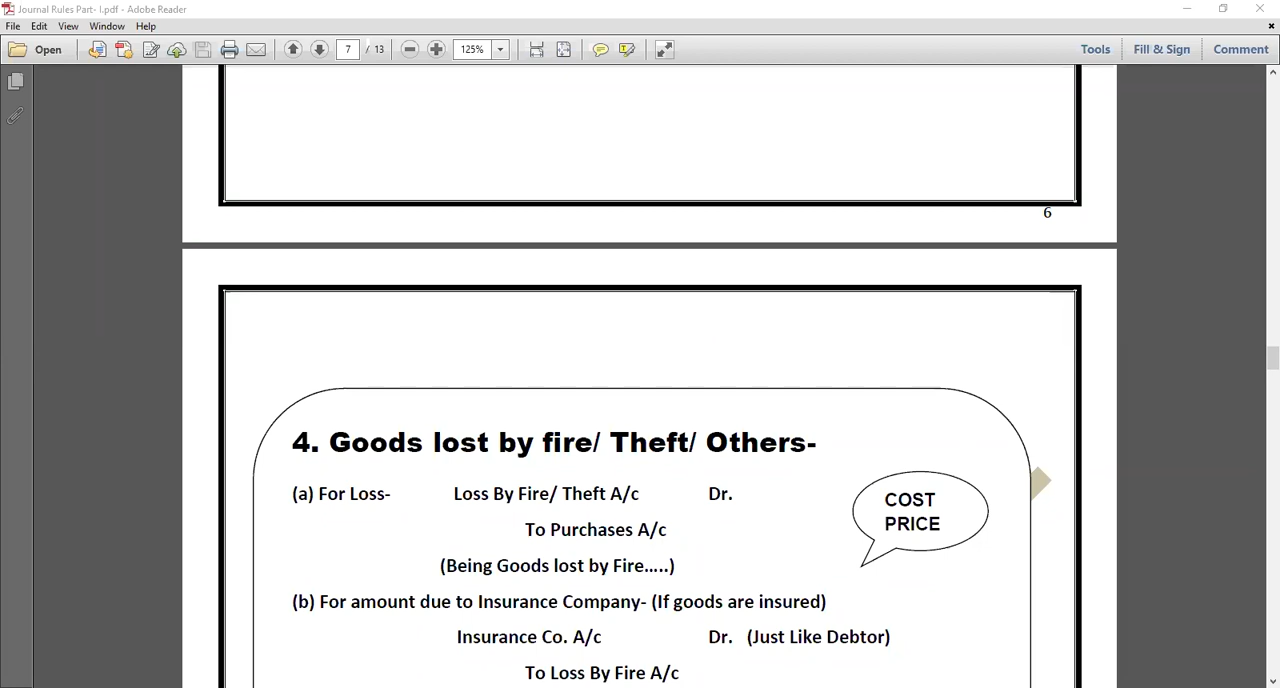 Journal Rules Part- I.pdf - Adobe Reader
File Edit View Window Help
Open 7 / 13 125% Tools Fill & Sign Comment
6
4. Goods lost by fire/ Theft/ Others-
(a) For Loss- Loss By Fire/ Theft A/c Dr.
COST
PRICE
To Purchases A/c
(Being Goods lost by Fire.....)
(b) For amount due to Insurance Company- (If goods are insured)
Insurance Co. A/c Dr. (Just Like Debtor)
To Loss By Fire A/c